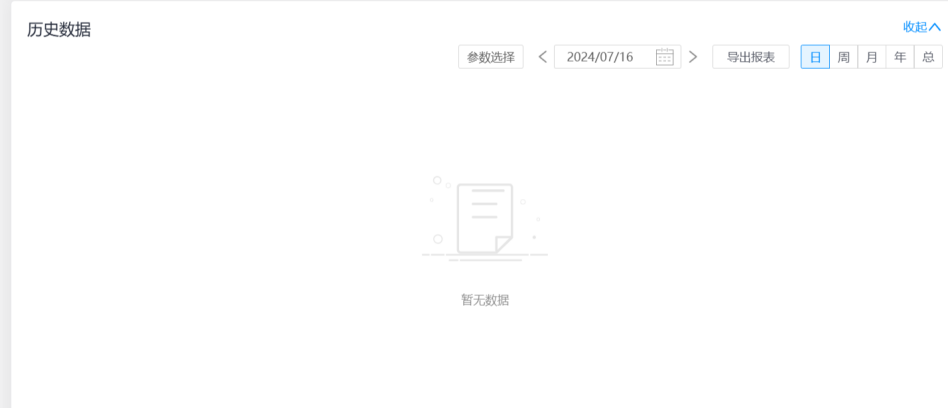 历史数据
收起
参数选择 2024/07/16 导出报表 日 周 月 年 总
暂无数据